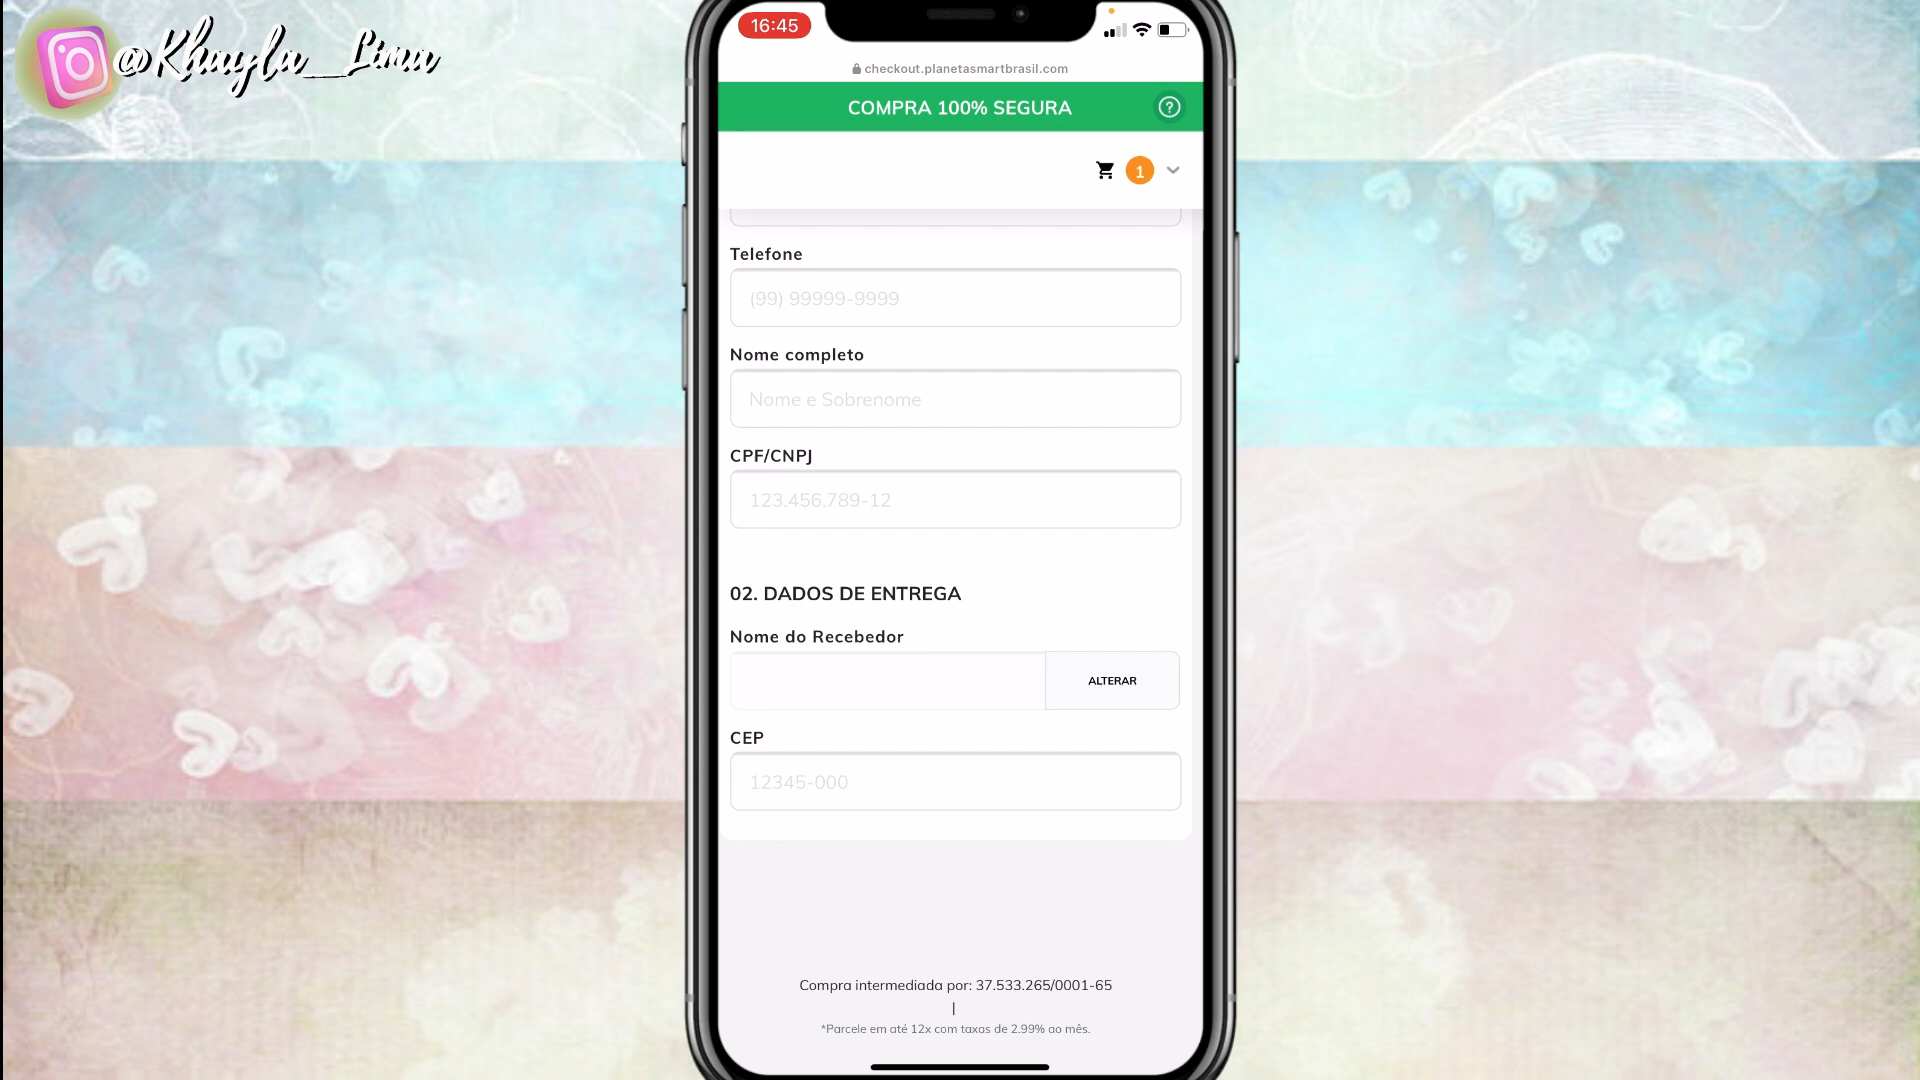 @Khayla_Lima
16:45
checkout.planetasmartbrasil.com
COMPRA 100% SEGURA
?
1
Telefone
(99) 99999-9999
Nome completo
Nome e Sobrenome
CPF/CNPJ
123.456.789-12
02. DADOS DE ENTREGA
Nome do Recebedor
ALTERAR
CEP
12345-000
Compra intermediada por: 37.533.265/0001-65
|
*Parcele em até 12x com taxas de 2.99% ao mês.